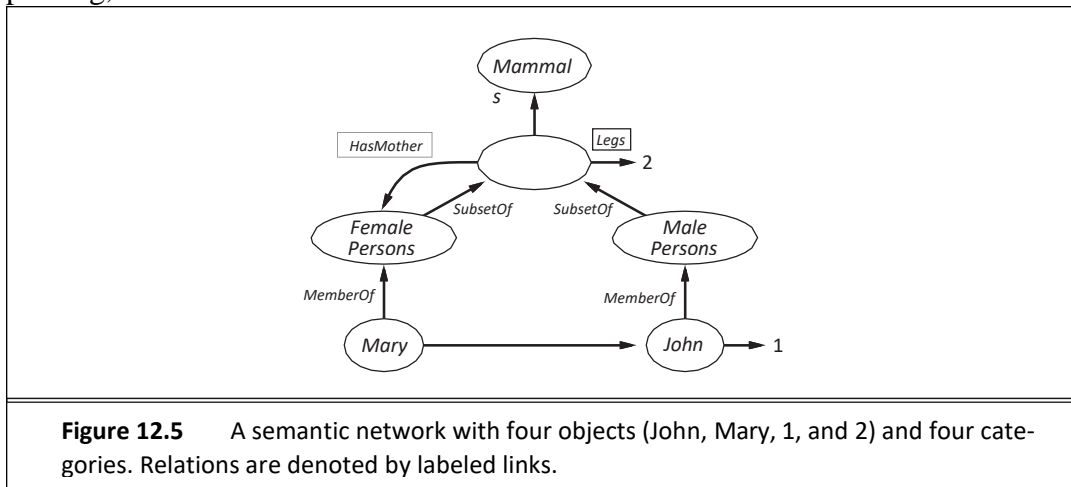 Mammal
s
HasMother
Legs
2
SubsetOf
SubsetOf
Female
Persons
Male
Persons
MemberOf
MemberOf
Mary
John
1
Figure 12.5 A semantic network with four objects (John, Mary, 1, and 2) and four cate-
gories. Relations are denoted by labeled links.